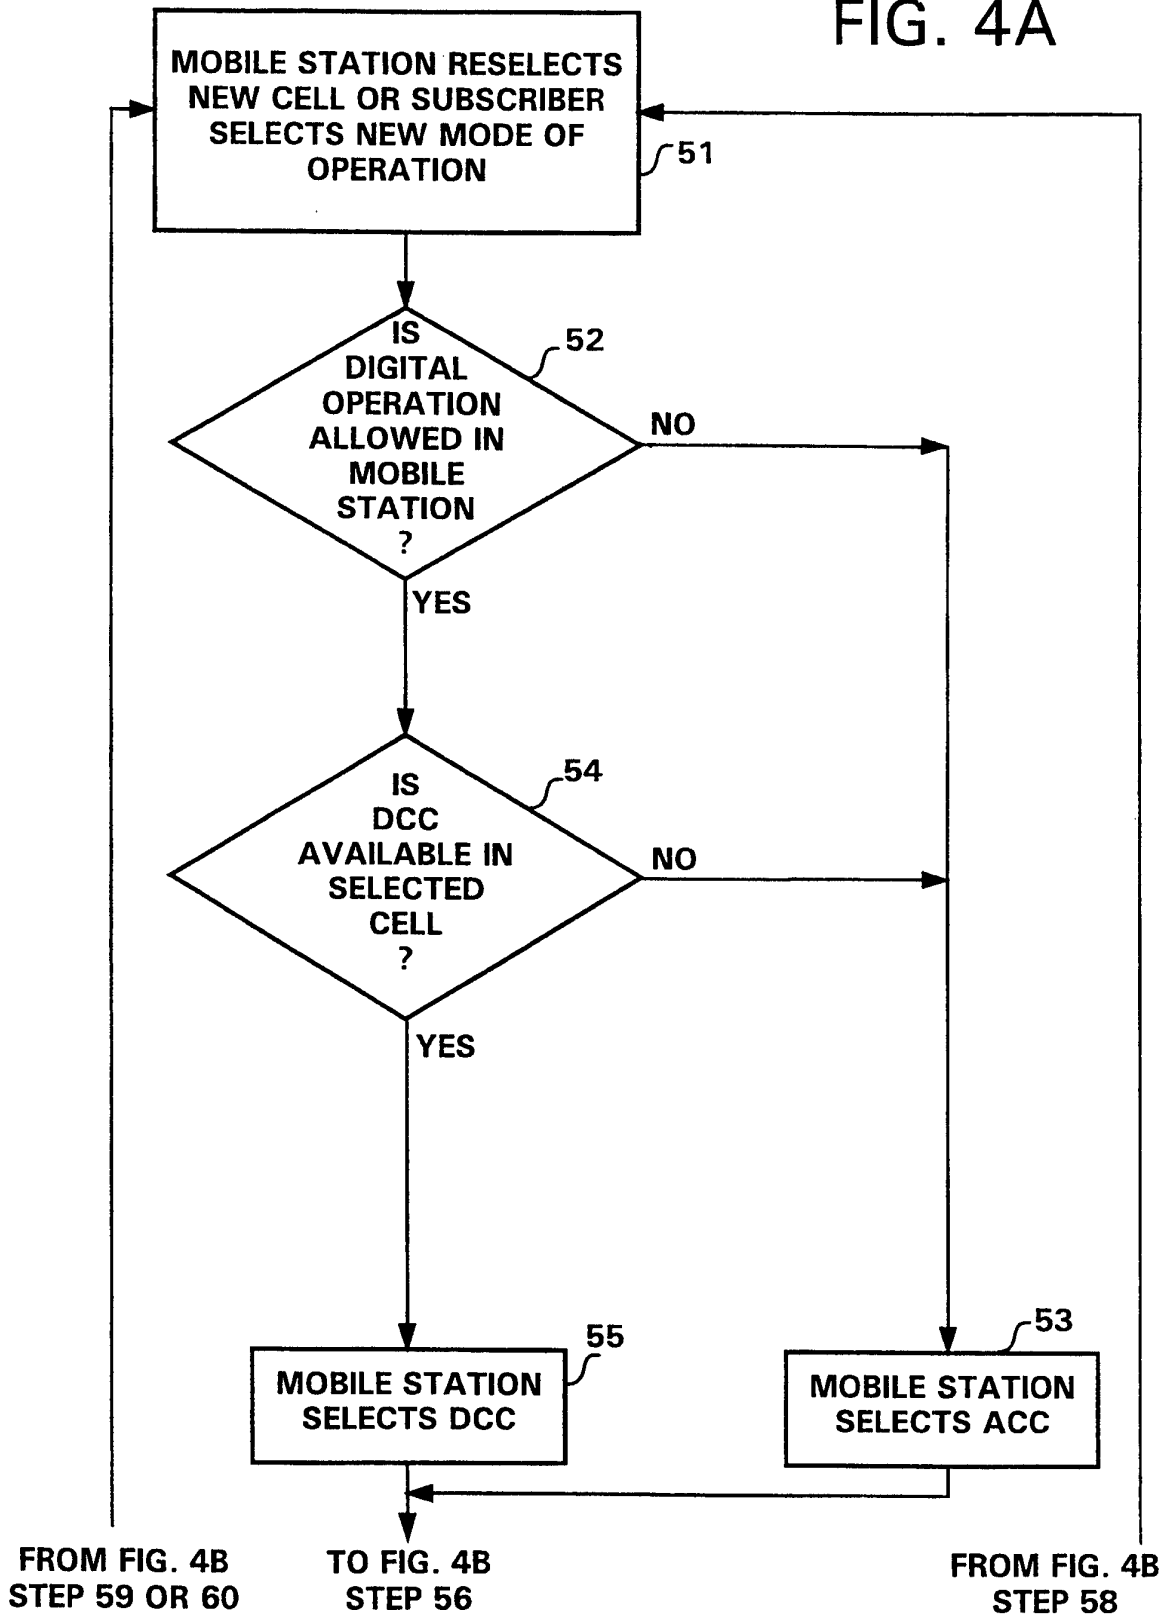 FIG. 4A
MOBILE STATION RESELECTS
NEW CELL OR SUBSCRIBER
SELECTS NEW MODE OF
OPERATION
51
IS
DIGITAL
OPERATION
ALLOWED IN
MOBILE
STATION
?
52
NO
YES
IS
DCC
AVAILABLE IN
SELECTED
CELL
?
54
NO
YES
MOBILE STATION
SELECTS DCC
55
MOBILE STATION
SELECTS ACC
53
FROM FIG. 4B
STEP 59 OR 60
TO FIG. 4B
STEP 56
FROM FIG. 4B
STEP 58